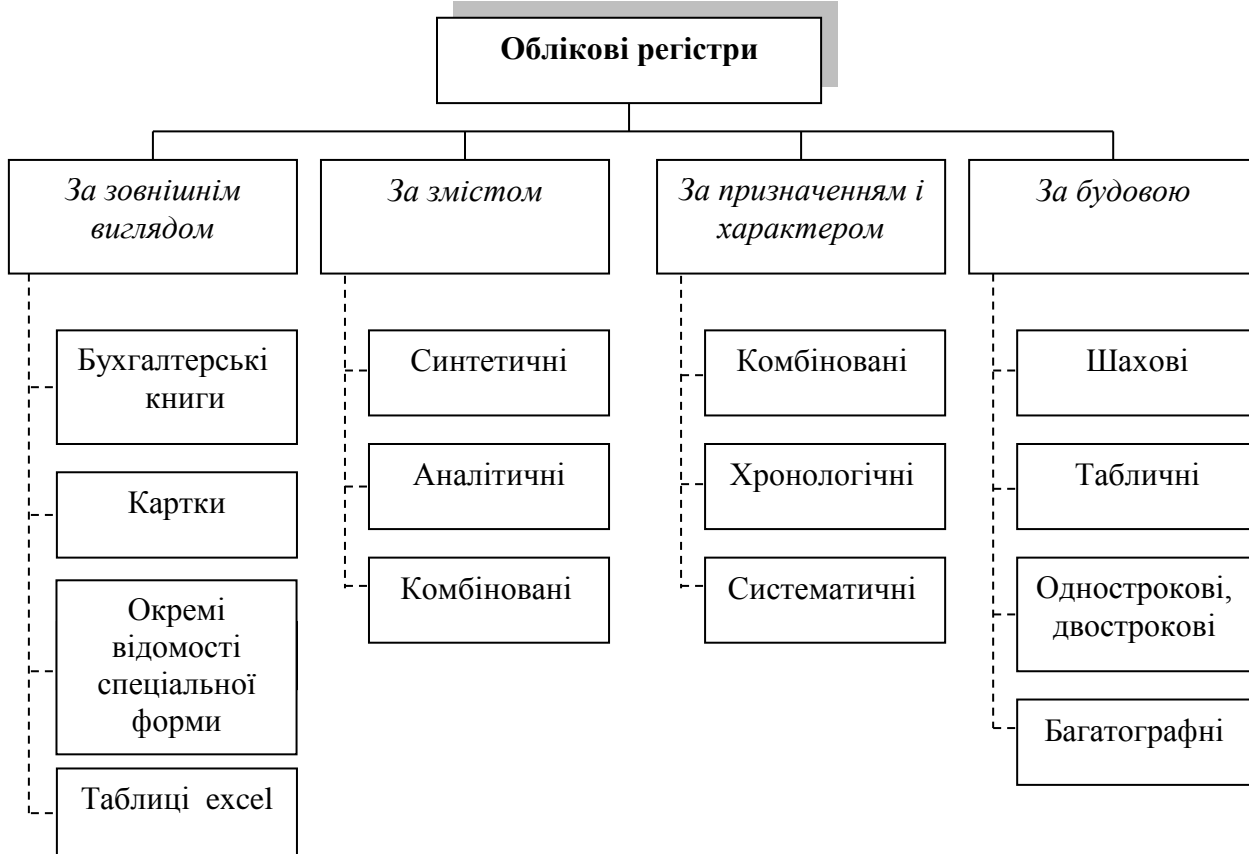 Облікові регістри
За зовнішнім
виглядом
За змістом
За призначенням і
характером
За будовою
Бухгалтерські
книги
Картки
Окремі
відомості
спеціальної
форми
Таблиці excel
Синтетичні
Аналітичні
Комбіновані
Комбіновані
Хронологічні
Систематичні
Шахові
Табличні
Однострокові,
двострокові
Багатографні